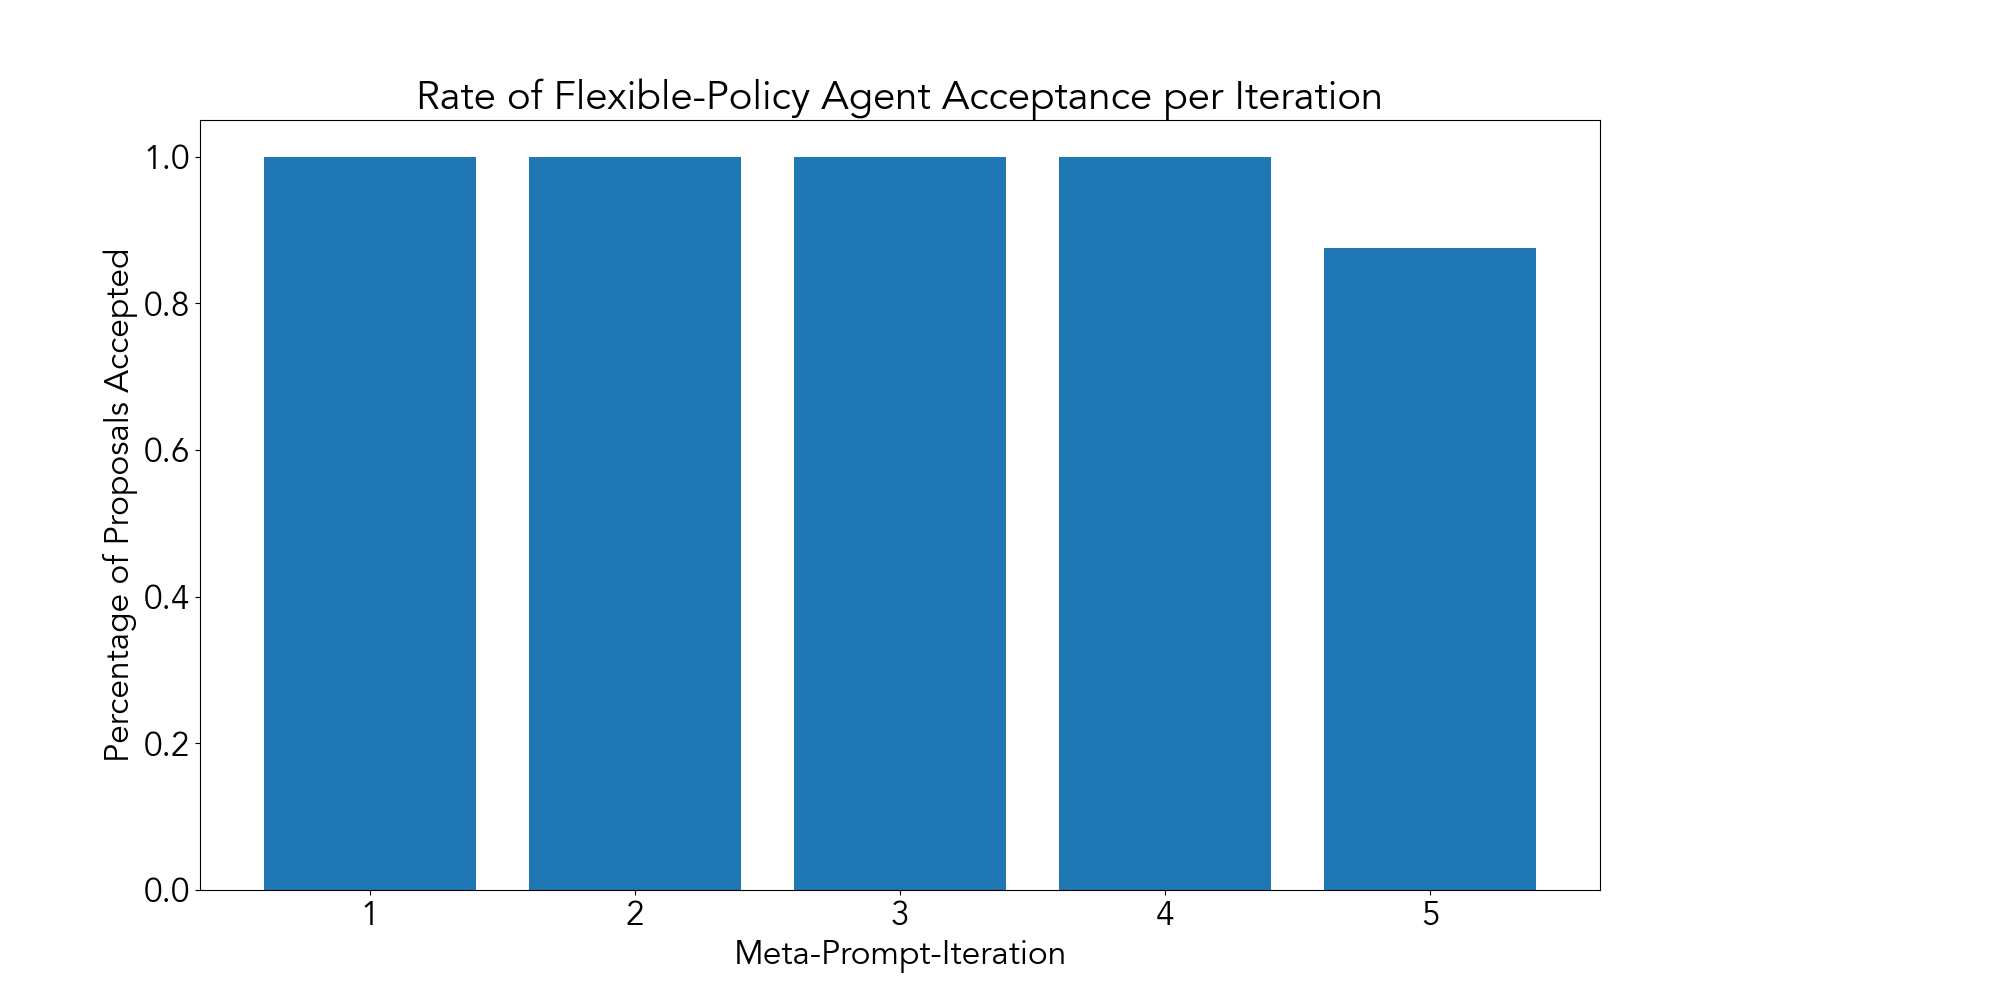 Rate of Flexible-Policy Agent Acceptance per Iteration
Percentage of Proposals Accepted
1.0
0.8
0.6
0.4
0.2
0.0
1 2 3 4 5
Meta-Prompt-Iteration